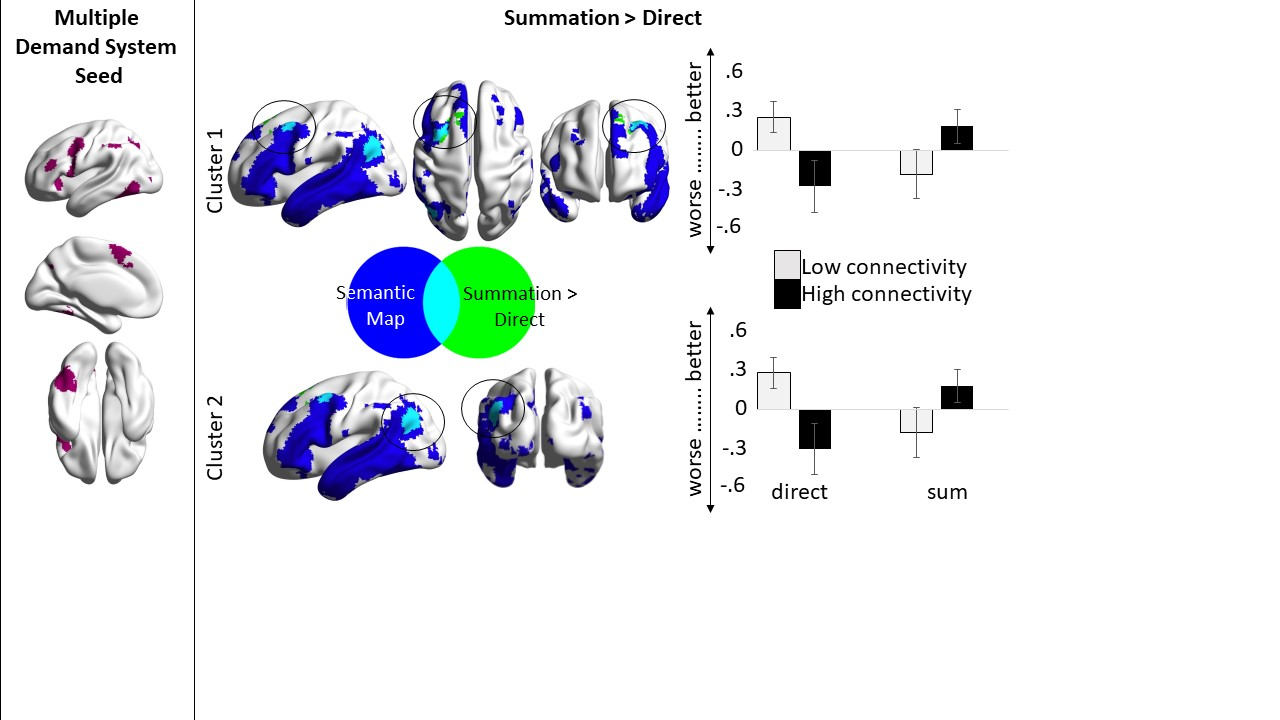 Multiple
Demand System
Seed
Summation > Direct
Cluster 1
worse ......... better
.6
.3
0
-.3
-.6
Low connectivity
High connectivity
Semantic
Map
Summation >
Direct
Cluster 2
worse ......... better
.6
.3
0
-.3
-.6
direct
sum